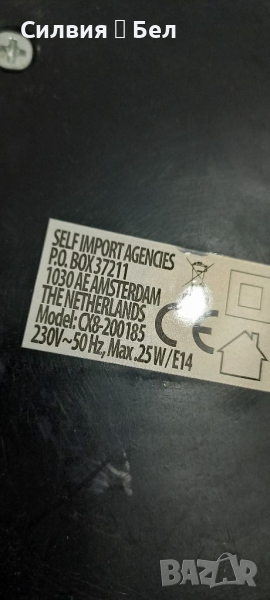 Силвия Бел
SELF IMPORT AGENCIES
P.O. BOX 37211
1030 AE AMSTERDAM
THE NETHERLANDS
Model: CX8-200185
230V~50 Hz, Max. 25 W/E14
CE
BAZAR